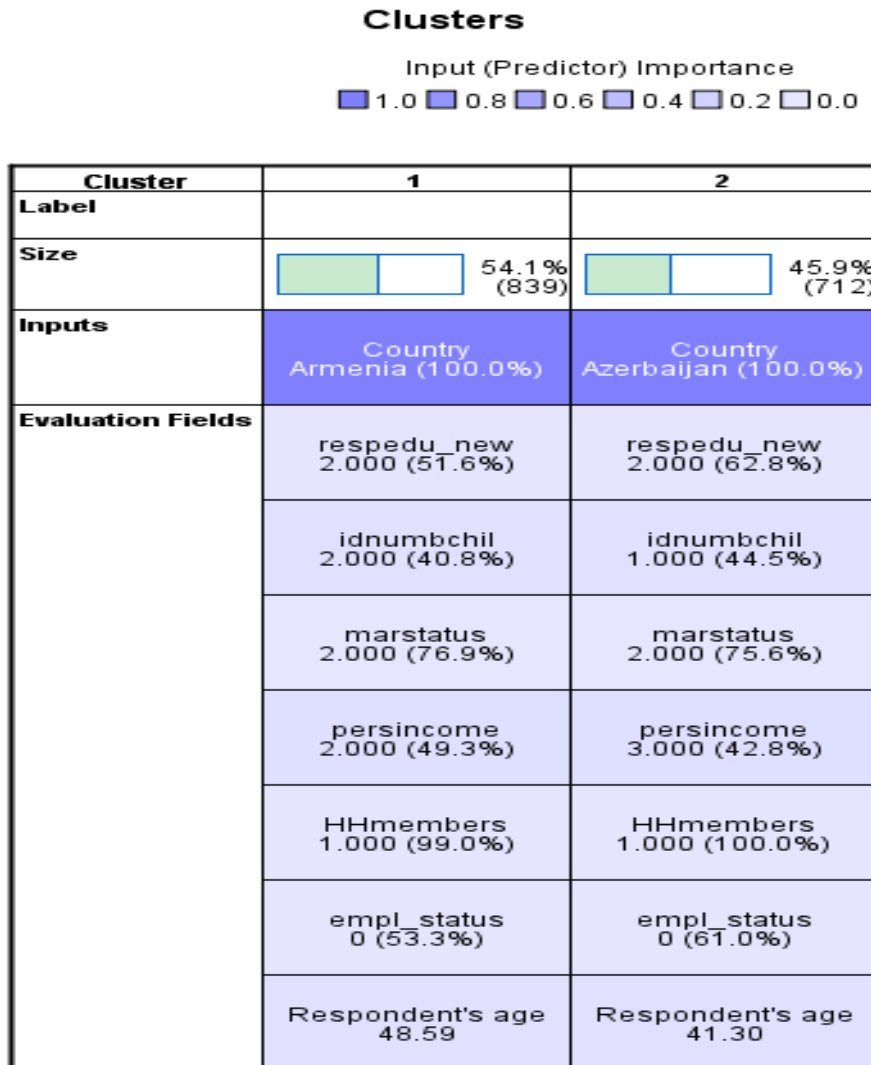 Clusters
Input (Predictor) Importance
1.0 0.8 0.6 0.4 0.2 0.0
Cluster 1 2
Label
Size 54.1% 45.9%
(839) (712)
Inputs
Country Country
Armenia (100.0%) Azerbaijan (100.0%)
Evaluation Fields
respedu_new respedu_new
2.000 (51.6%) 2.000 (62.8%)
idnumbchil idnumbchil
2.000 (40.8%) 1.000 (44.5%)
marstatus marstatus
2.000 (76.9%) 2.000 (75.6%)
persincome persincome
2.000 (49.3%) 3.000 (42.8%)
HHmembers HHmembers
1.000 (99.0%) 1.000 (100.0%)
empl_status empl_status
0 (53.3%) 0 (61.0%)
Respondent's age Respondent's age
48.59 41.30